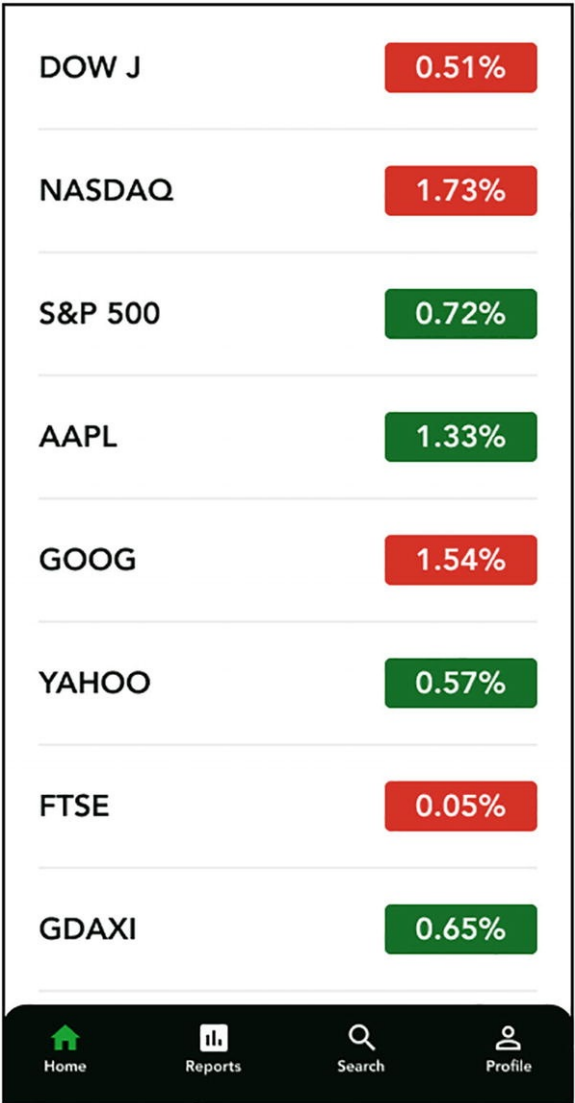 DOW J 0.51%
NASDAQ 1.73%
S&P 500 0.72%
AAPL 1.33%
GOOG 1.54%
YAHOO 0.57%
FTSE 0.05%
GDAXI 0.65%
Home Reports Search Profile